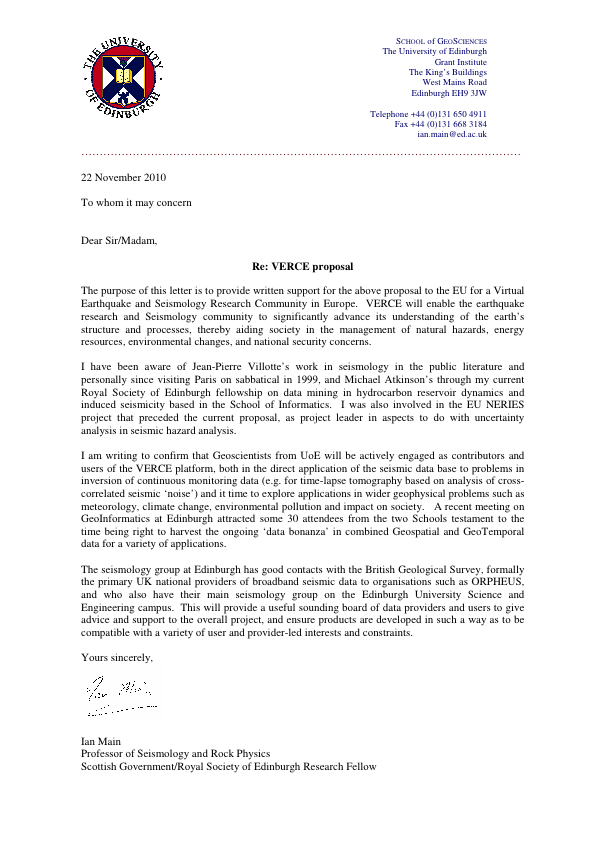 THE UNIVERSITY
OF EDINBURGH
SCHOOL of GEOSCIENCES
The University of Edinburgh
Grant Institute
The King's Buildings
West Mains Road
Edinburgh EH9 3JW
Telephone +44 (0)131 650 4911
Fax +44 (0)131 668 3184
ian.main@ed.ac.uk
22 November 2010
To whom it may concern
Dear Sir/Madam,
Re: VERCE proposal
The purpose of this letter is to provide written support for the above proposal to the EU for a Virtual
Earthquake and Seismology Research Community in Europe.  VERCE will enable the earthquake
research and Seismology community to significantly advance its understanding of the earth's
structure and processes, thereby aiding society in the management of natural hazards, energy
resources, environmental changes, and national security concerns.
I have been aware of Jean-Pierre Villotte's work in seismology in the public literature and
personally since visiting Paris on sabbatical in 1999, and Michael Atkinson's through my current
Royal Society of Edinburgh fellowship on data mining in hydrocarbon reservoir dynamics and
induced seismicity based in the School of Informatics.  I was also involved in the EU NERIES
project that preceded the current proposal, as project leader in aspects to do with uncertainty
analysis in seismic hazard analysis.
I am writing to confirm that Geoscientists from UoE will be actively engaged as contributors and
users of the VERCE platform, both in the direct application of the seismic data base to problems in
inversion of continuous monitoring data (e.g. for time-lapse tomography based on analysis of cross-
correlated seismic 'noise') and it time to explore applications in wider geophysical problems such as
meteorology, climate change, environmental pollution and impact on society.   A recent meeting on
GeoInformatics at Edinburgh attracted some 30 attendees from the two Schools testament to the
time being right to harvest the ongoing 'data bonanza' in combined Geospatial and GeoTemporal
data for a variety of applications.
The seismology group at Edinburgh has good contacts with the British Geological Survey, formally
the primary UK national providers of broadband seismic data to organisations such as ORPHEUS,
and who also have their main seismology group on the Edinburgh University Science and
Engineering campus.  This will provide a useful sounding board of data providers and users to give
advice and support to the overall project, and ensure products are developed in such a way as to be
compatible with a variety of user and provider-led interests and constraints.
Yours sincerely,
Ian Main
Ian Main
Professor of Seismology and Rock Physics
Scottish Government/Royal Society of Edinburgh Research Fellow